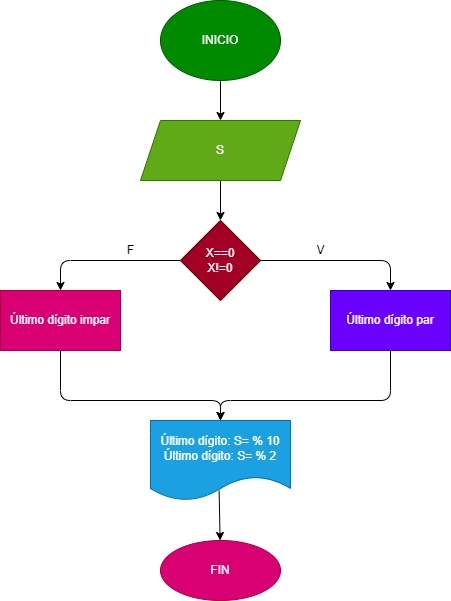 INICIO
S
X==0
X!=0
F
V
Último dígito impar
Último dígito par
Último dígito: S= % 10
Último dígito: S= % 2
FIN